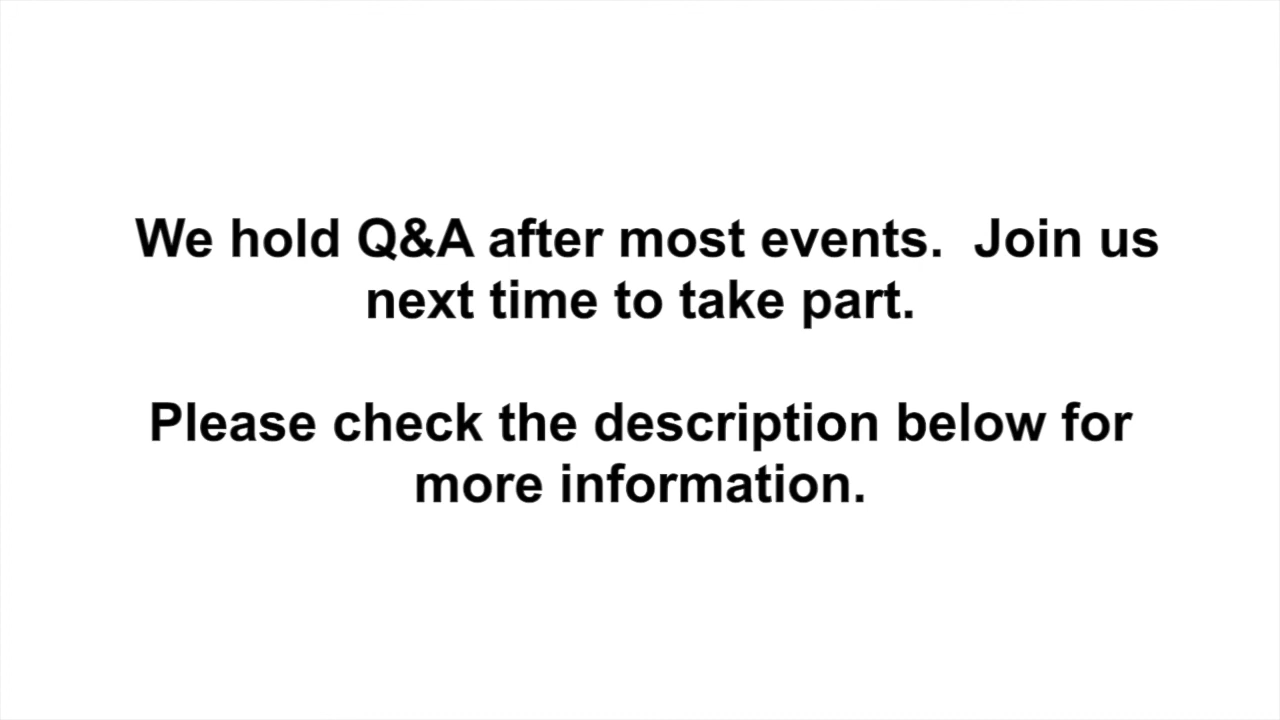 We hold Q&A after most events.  Join us
next time to take part.
Please check the description below for
more information.